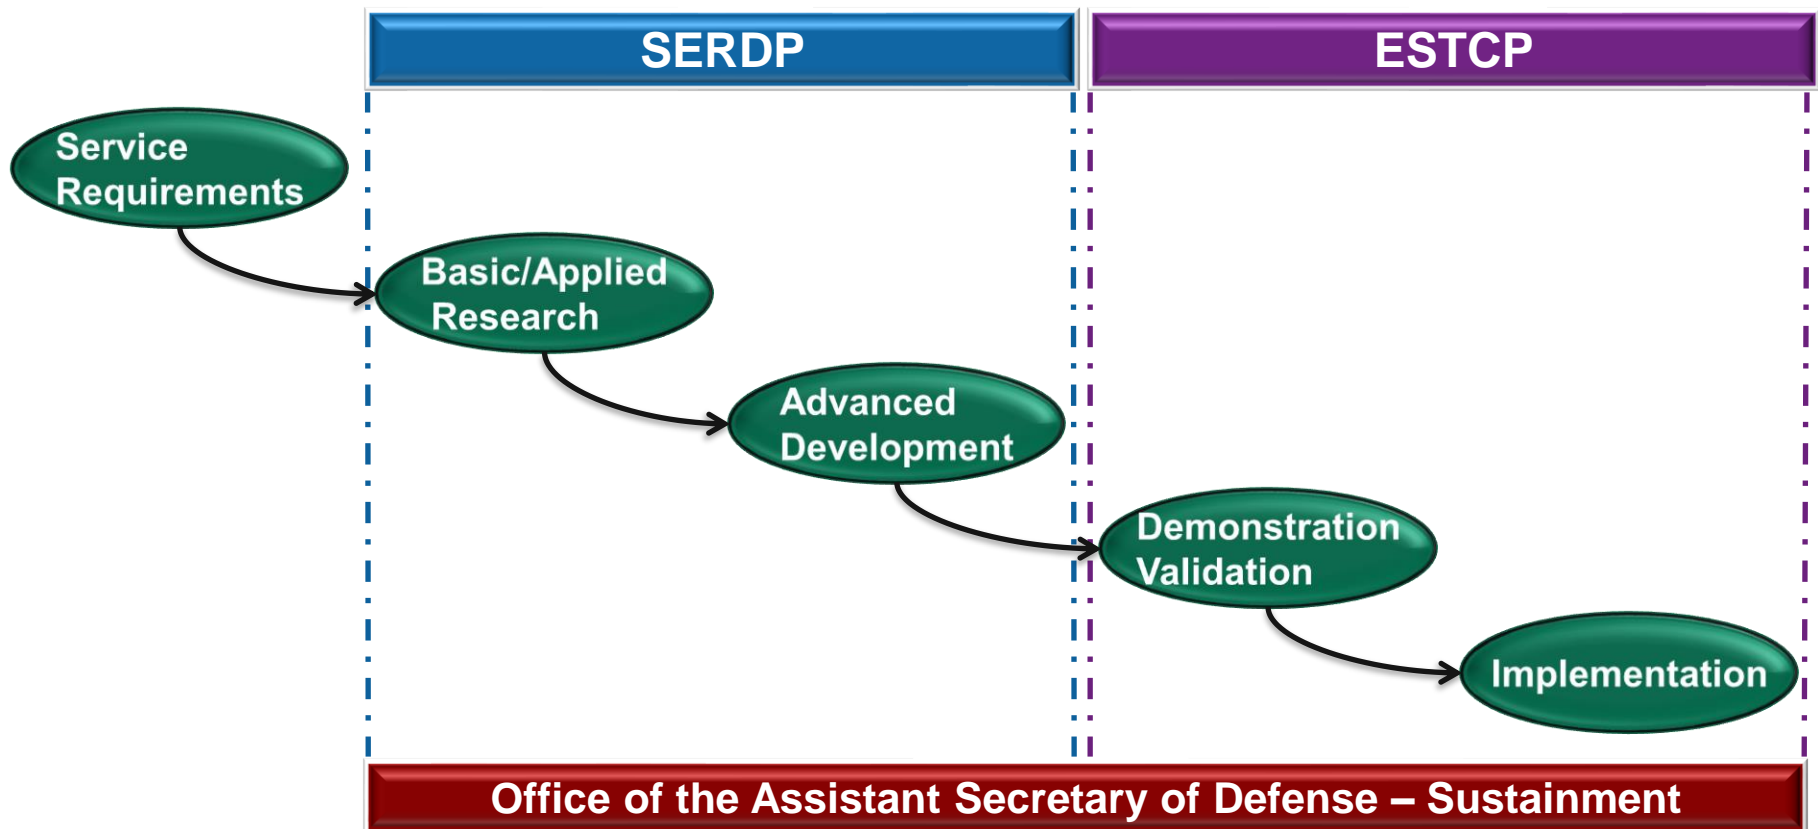 SERDP
ESTCP
Service
Requirements
Basic/Applied
Research
Advanced
Development
Demonstration
Validation
Implementation
Office of the Assistant Secretary of Defense – Sustainment